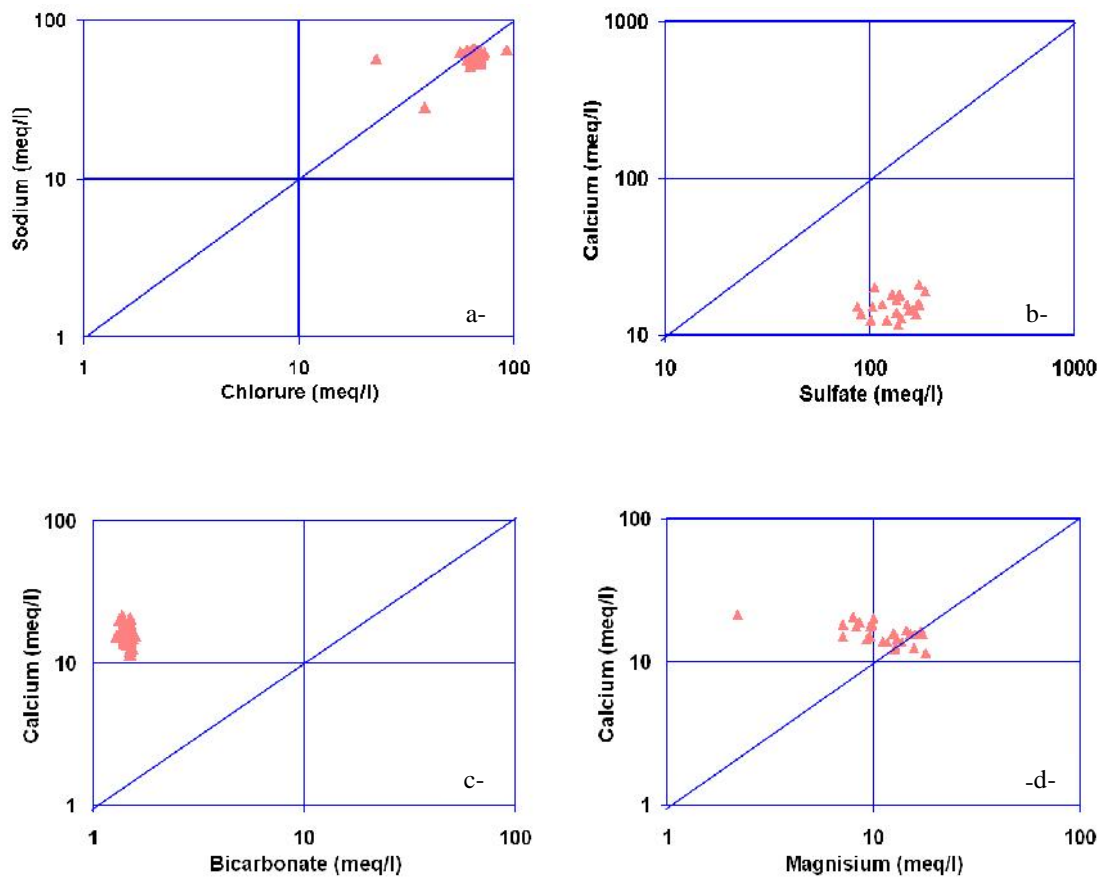 100
10
1
Sodium (meq/l)
a-
1
10
100
Chlorure (meq/l)
1000
100
10
Calcium (meq/l)
b-
10
100
1000
Sulfate (meq/l)
100
10
1
Calcium (meq/l)
c-
1
10
100
Bicarbonate (meq/l)
100
10
1
Calcium (meq/l)
-d-
1
10
100
Magnisium (meq/l)